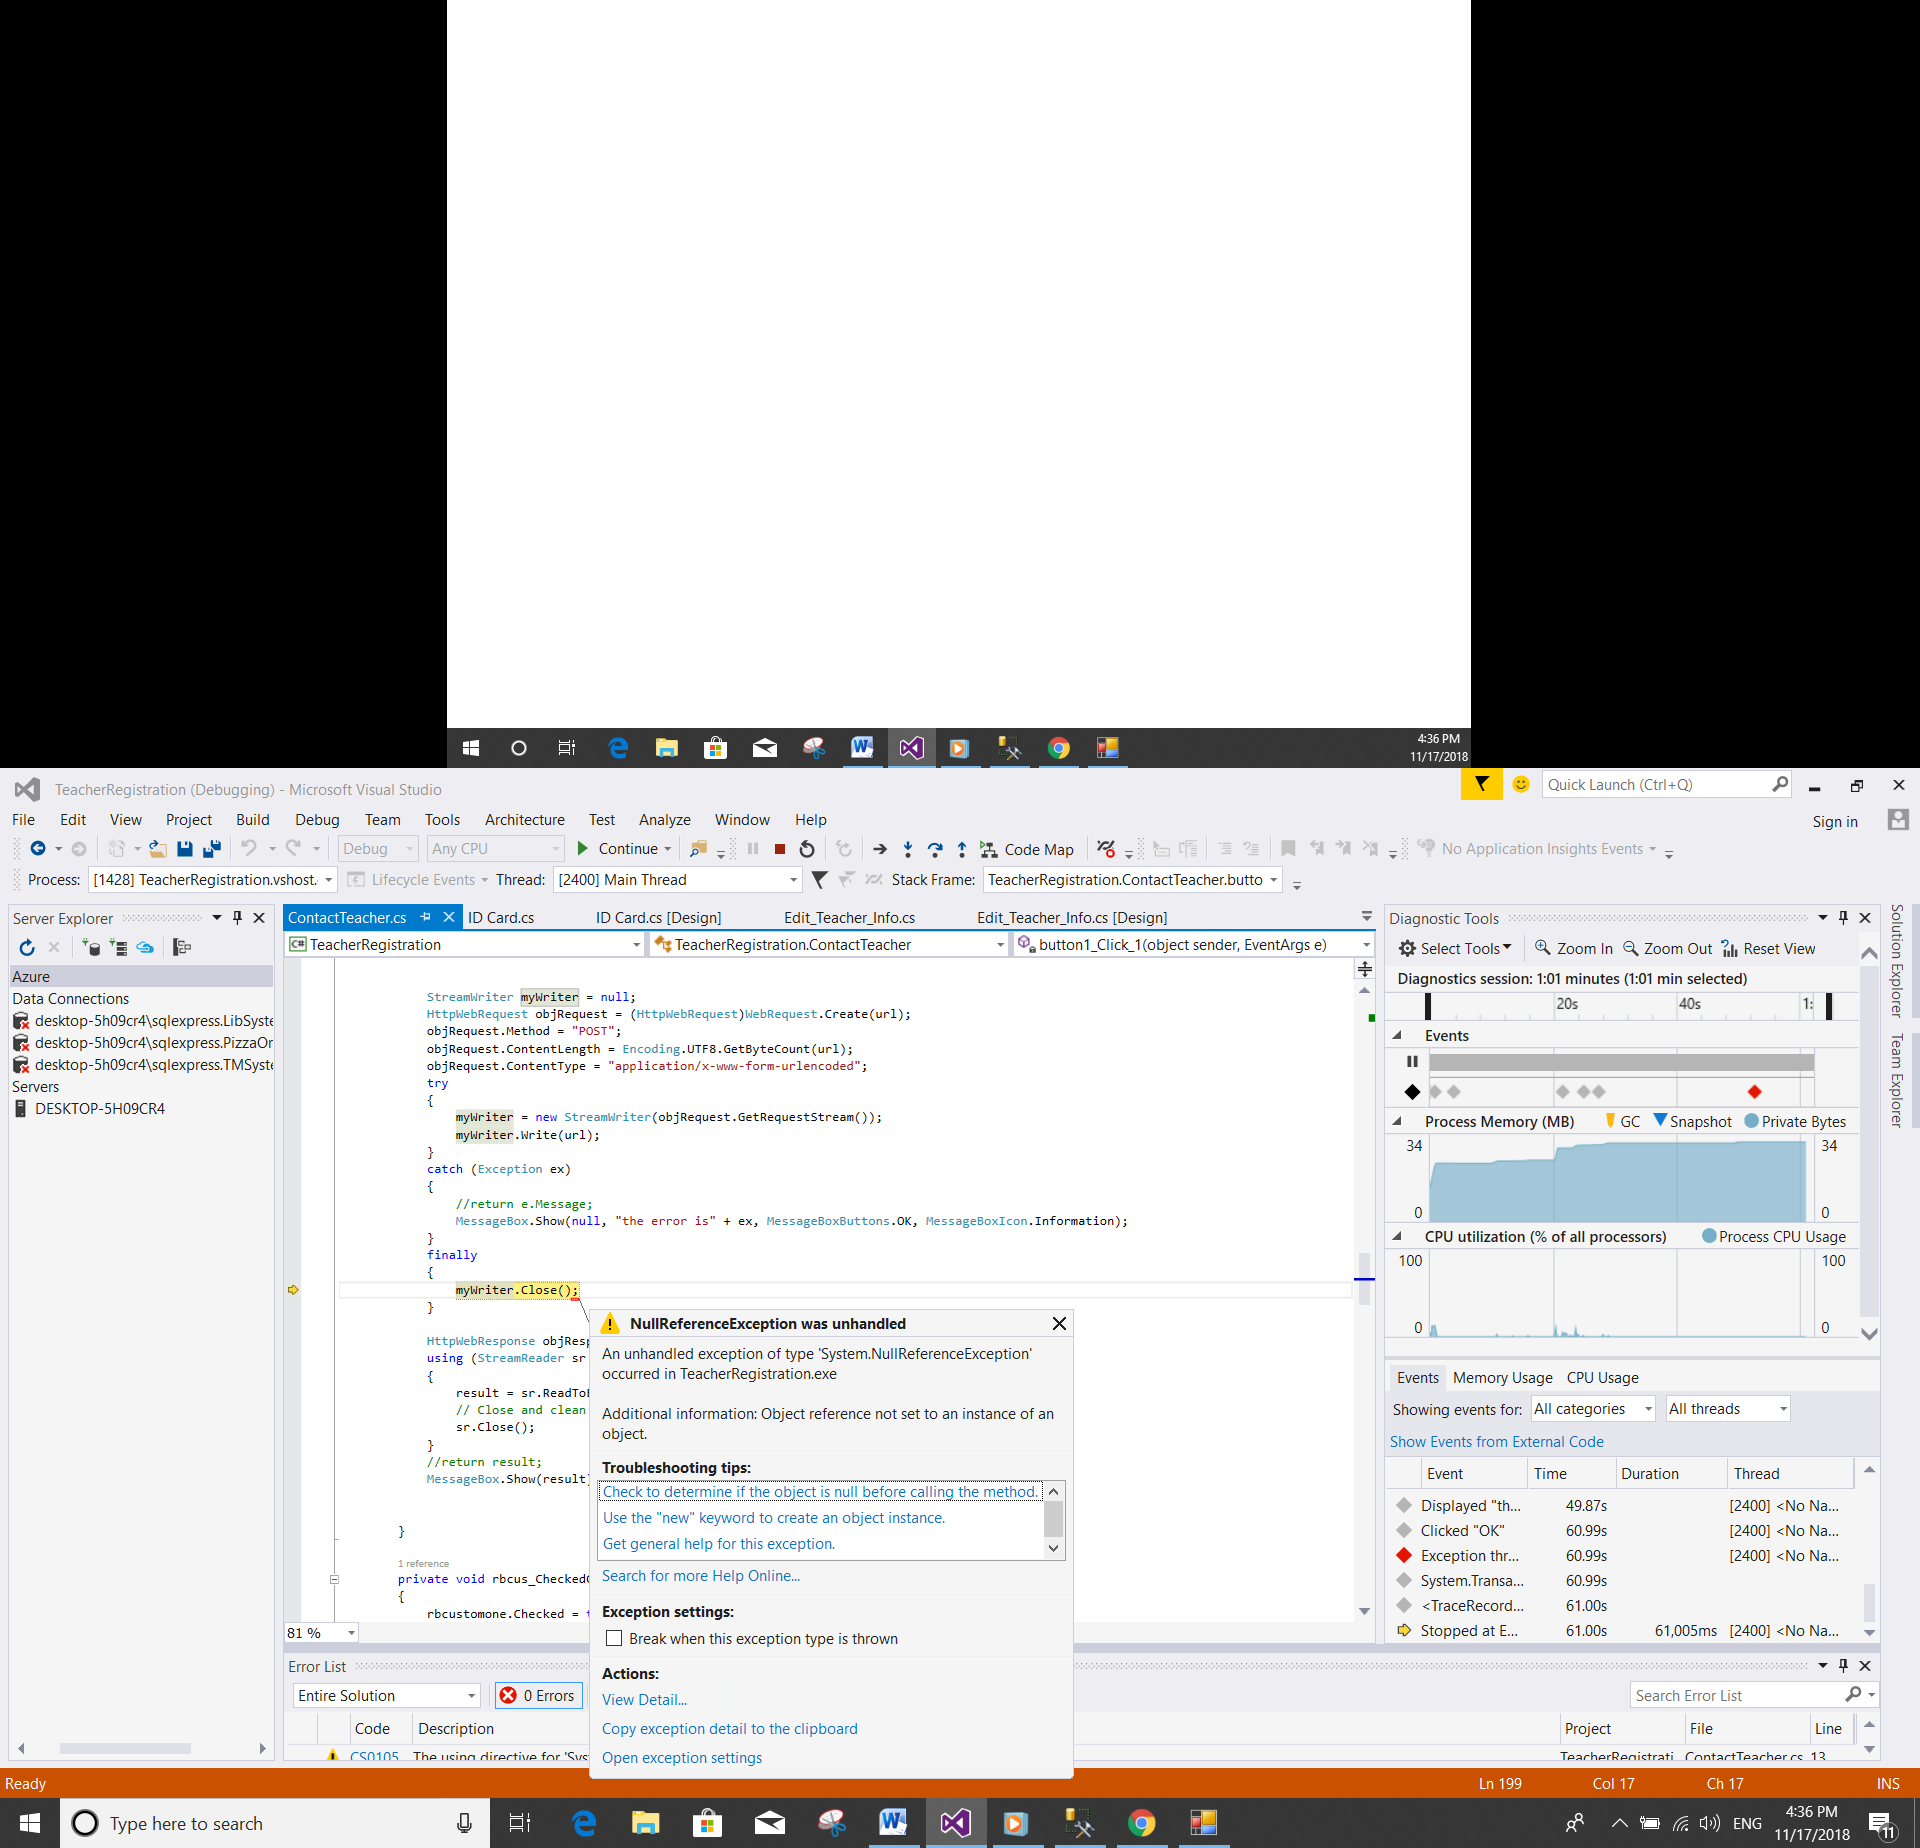 4:36 PM
11/17/2018
TeacherRegistration (Debugging) - Microsoft Visual Studio
Quick Launch (Ctrl+Q)
File Edit View Project Build Debug Team Tools Architecture Test Analyze Window Help
Sign in
Debug Any CPU Continue Code Map No Application Insights Events
Process: [1428] TeacherRegistration.vshost. Lifecycle Events Thread: [2400] Main Thread Stack Frame: TeacherRegistration.ContactTeacher.butto
Server Explorer
Azure
Data Connections
desktop-5h09cr4\sqlexpress.LibSyste
desktop-5h09cr4\sqlexpress.PizzaOr
desktop-5h09cr4\sqlexpress.TMSyste
Servers
DESKTOP-5H09CR4
ContactTeacher.cs ID Card.cs ID Card.cs [Design] Edit_Teacher_Info.cs Edit_Teacher_Info.cs [Design]
C# TeacherRegistration TeacherRegistration.ContactTeacher button1_Click_1(object sender, EventArgs e)
StreamWriter myWriter = null;
HttpWebRequest objRequest = (HttpWebRequest)WebRequest.Create(url);
objRequest.Method = "POST";
objRequest.ContentLength = Encoding.UTF8.GetByteCount(url);
objRequest.ContentType = "application/x-www-form-urlencoded";
try
{
myWriter = new StreamWriter(objRequest.GetRequestStream());
myWriter.Write(url);
}
catch (Exception ex)
{
//return e.Message;
MessageBox.Show(null, "the error is" + ex, MessageBoxButtons.OK, MessageBoxIcon.Information);
}
finally
{
myWriter.Close();
}
HttpWebResponse objResp
using (StreamReader sr
{
result = sr.ReadToE
// Close and clean
sr.Close();
}
//return result;
MessageBox.Show(result
}
1 reference
private void rbcus_CheckedC
{
rbcustomone.Checked = t
81 %
NullReferenceException was unhandled
An unhandled exception of type 'System.NullReferenceException'
occurred in TeacherRegistration.exe
Additional information: Object reference not set to an instance of an
object.
Troubleshooting tips:
Check to determine if the object is null before calling the method.
Use the "new" keyword to create an object instance.
Get general help for this exception.
Search for more Help Online...
Exception settings:
Break when this exception type is thrown
Actions:
View Detail...
Copy exception detail to the clipboard
Open exception settings
Diagnostic Tools
Select Tools Zoom In Zoom Out Reset View
Diagnostics session: 1:01 minutes (1:01 min selected)
20s 40s 1:
Events
Process Memory (MB) GC Snapshot Private Bytes
34 34
0 0
CPU utilization (% of all processors) Process CPU Usage
100 100
0 0
Events Memory Usage CPU Usage
Showing events for: All categories All threads
Show Events from External Code
Event Time Duration Thread
Displayed "th... 49.87s [2400] <No Na...
Clicked "OK" 60.99s [2400] <No Na...
Exception thr... 60.99s [2400] <No Na...
System.Transa... 60.99s
<TraceRecord... 61.00s
Stopped at E... 61.00s 61,005ms [2400] <No Na...
Solution Explorer
Team Explorer
Error List
Entire Solution 0 Errors Search Error List
Code Description Project File Line
CS0105 The using directive for 'Sys TeacherRegistrati ContactTeacher.cs 13
Ready Ln 199 Col 17 Ch 17 INS
Type here to search
ENG
4:36 PM
11/17/2018
11